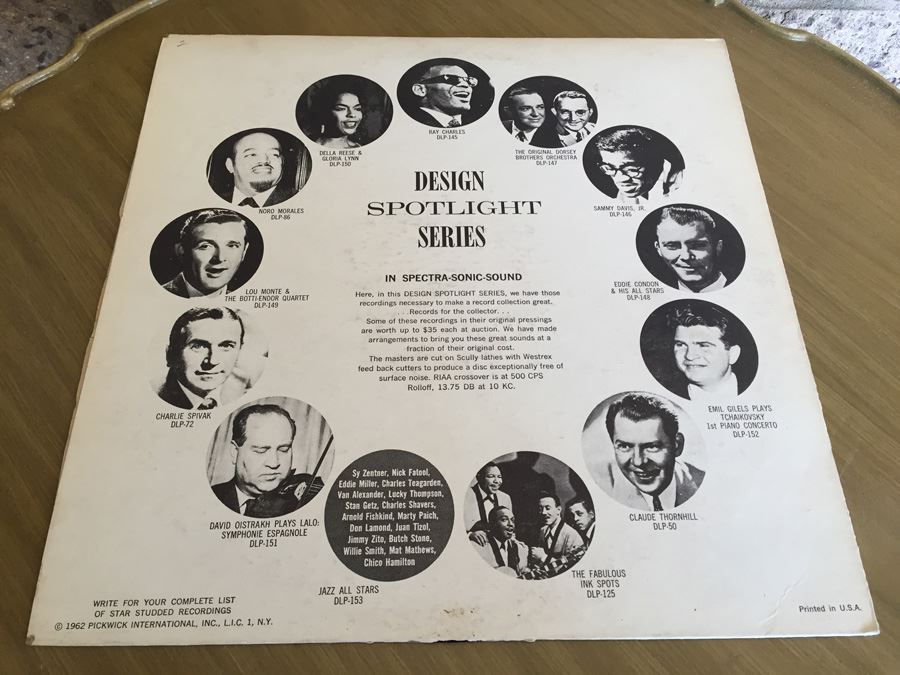 RAY CHARLES
DLP-145
THE ORIGINAL DORSEY
BROTHERS ORCHESTRA
DLP-147
DELLA REESE &
GLORIA LYNN
DLP-150
NORO MORALES
DLP-86
SAMMY DAVIS, JR.
DLP-146
DESIGN
SPOTLIGHT
SERIES
LOU MONTE &
THE BOTTI-ENDOR QUARTET
DLP-149
EDDIE CONDON
& HIS ALL STARS
DLP-148
IN SPECTRA-SONIC-SOUND
Here, in this DESIGN SPOTLIGHT SERIES, we have those
recordings necessary to make a record collection great.
. . . Records for the collector. . .
Some of these recordings in their original pressings
are worth up to $35 each at auction. We have made
arrangements to bring you these great sounds at a
fraction of their original cost.
The masters are cut on Scully lathes with Westrex
feed back cutters to produce a disc exceptionally free of
surface noise. RIAA crossover is at 500 CPS
Rolloff, 13.75 DB at 10 KC.
CHARLIE SPIVAK
DLP-72
EMIL GILELS PLAYS
TCHAIKOVSKY
1st PIANO CONCERTO
DLP-152
DAVID OISTRAKH PLAYS LALO:
SYMPHONIE ESPAGNOLE
DLP-151
Sy Zentner, Nick Fatool,
Eddie Miller, Charles Teagarden,
Van Alexander, Lucky Thompson,
Stan Getz, Charles Shavers,
Arnold Fishkind, Marty Paich,
Don Lamond, Juan Tizol,
Jimmy Zito, Butch Stone,
Willie Smith, Mat Mathews,
Chico Hamilton
JAZZ ALL STARS
DLP-153
THE FABULOUS
INK SPOTS
DLP-125
CLAUDE THORNHILL
DLP-50
WRITE FOR YOUR COMPLETE LIST
OF STAR STUDDED RECORDINGS
© 1962 PICKWICK INTERNATIONAL, INC., L.I.C. 1, N.Y.
Printed in U.S.A.